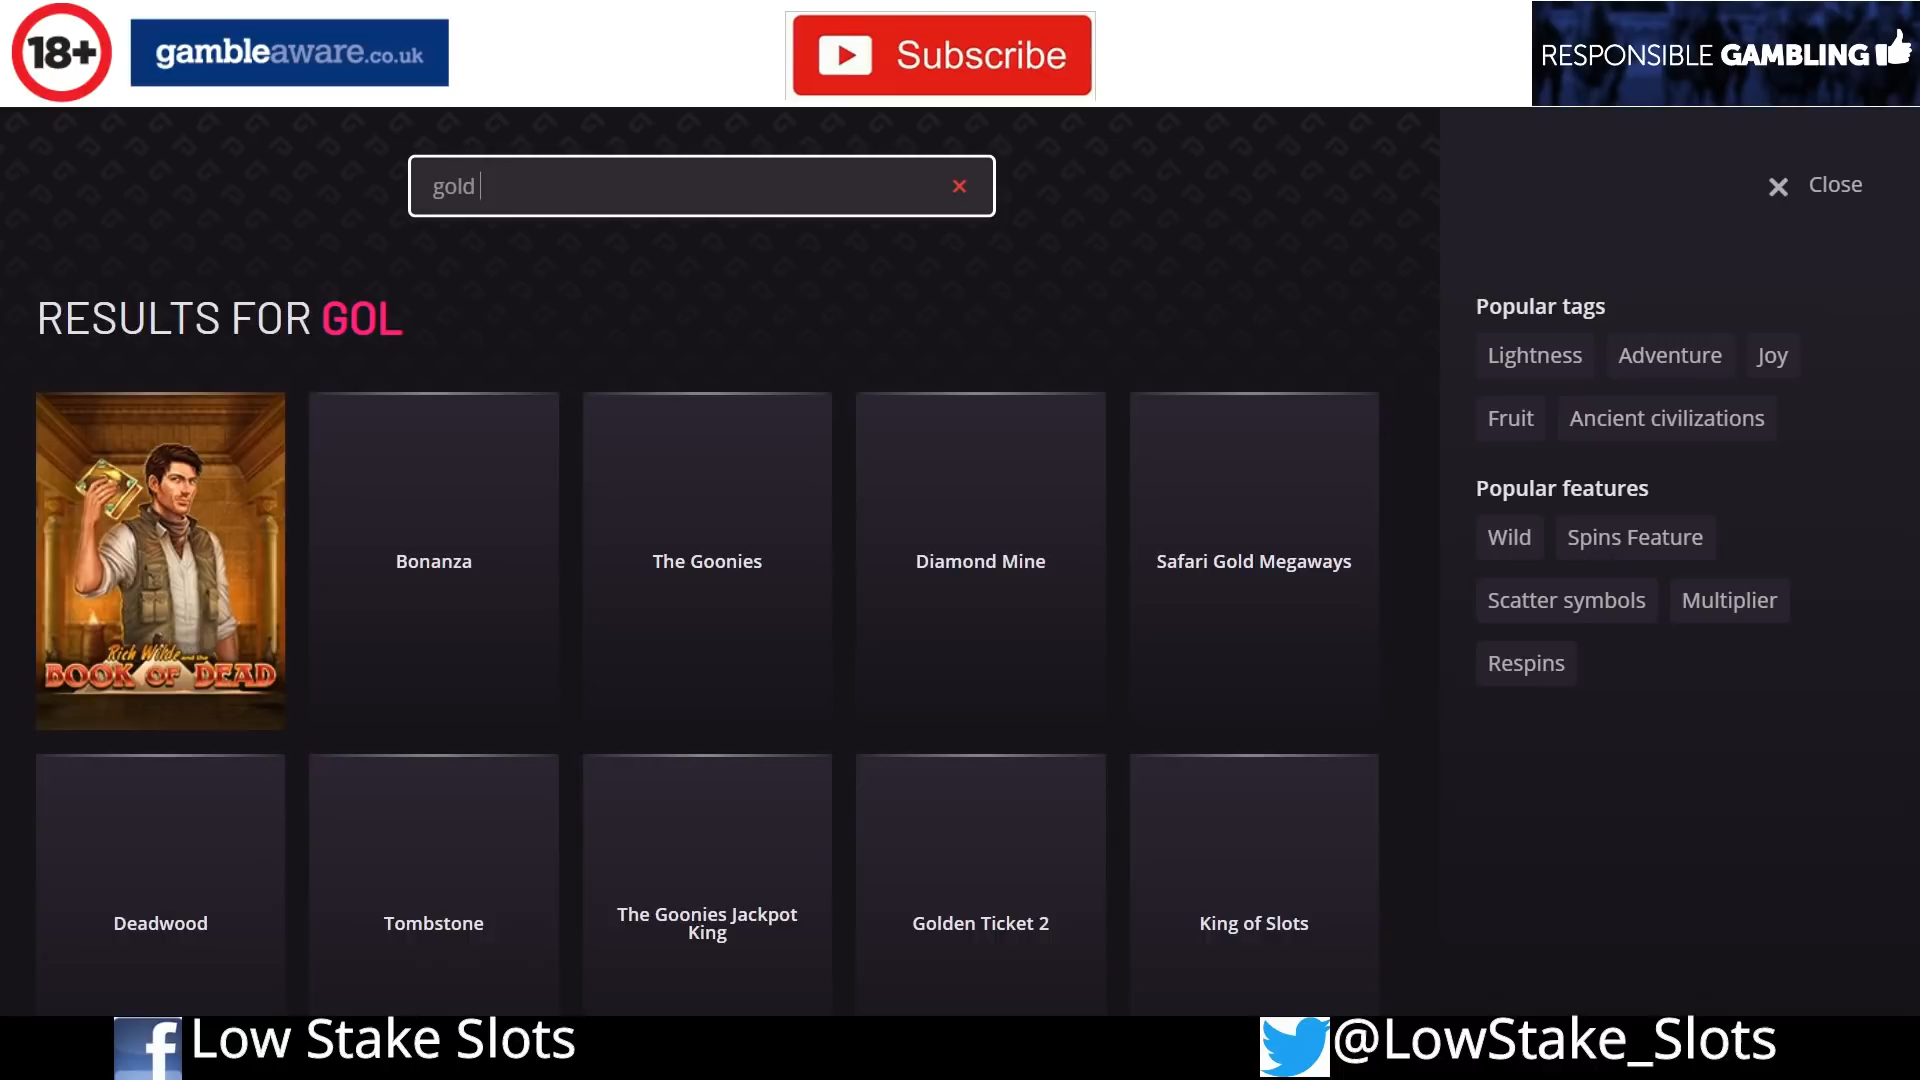 18+
gambleaware.co.uk
Subscribe
RESPONSIBLE GAMBLING
gold
Close
RESULTS FOR GOL
Popular tags
Lightness
Adventure
Joy
Fruit
Ancient civilizations
Popular features
Wild
Spins Feature
Scatter symbols
Multiplier
Respins
Rich Wilde and the
BOOK OF DEAD
Bonanza
The Goonies
Diamond Mine
Safari Gold Megaways
Deadwood
Tombstone
The Goonies Jackpot
King
Golden Ticket 2
King of Slots
Low Stake Slots
@LowStake_Slots